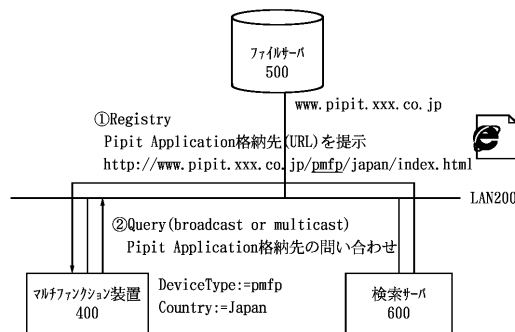 ファイルサーバ
500
www.pipit.xxx.co.jp
①Registry
Pipit Application格納先(URL)を提示
http://www.pipit.xxx.co.jp/pmfp/japan/index.html
LAN200
②Query(broadcast or multicast)
Pipit Application格納先の問い合わせ
マルチファンクション装置
400
DeviceType:=pmfp
Country:=Japan
検索サーバ
600